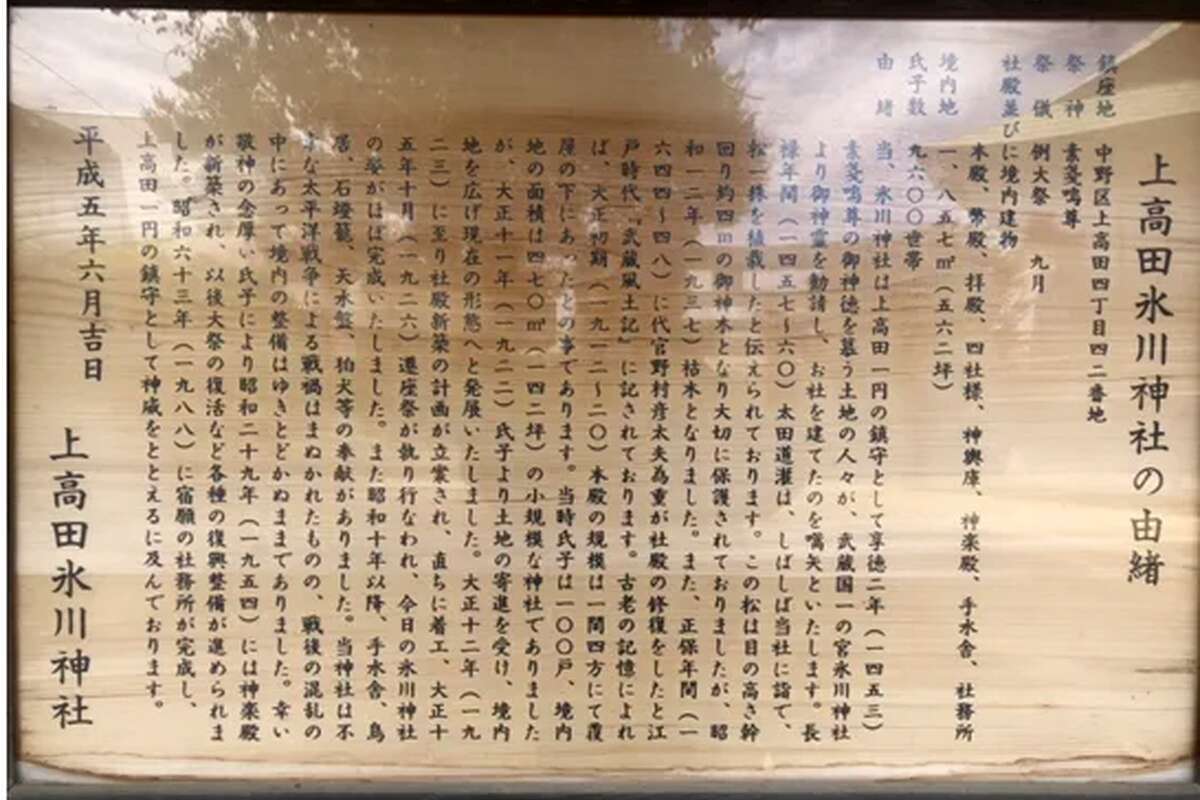 上高田氷川神社の由緒
鎮座地 中野区上高田四丁目四二番地
祭神 素戔鳴尊
祭儀 例大祭 九月
社殿並びに境内建物
本殿、幣殿、拝殿、四社様、神輿庫、神楽殿、手水舎、社務所
境内地 一、八五七㎡(五六二坪)
氏子数 九六〇〇世帯
由緒 当、氷川神社は上高田一円の鎮守として享徳二年(一四五三)
素戔鳴尊の御神徳を慕う土地の人々が、武蔵国一の宮氷川神社
より御神霊を勧請し、お社を建てたのを嚆矢といたします。長
禄年間(一四五七〜六〇)太田道灌は、しばしば当社に詣で、
松一株を植栽したと伝えられております。この松は目の高さ幹
回り約四mの御神木となり大切に保護されておりましたが、昭
和一二年(一九三七)枯木となりました。また、正保年間(一
六四四〜四八)に代官野村彦太夫為重が社殿の修復をしたと江
戸時代『武蔵風土記』に記されております。古老の記憶によれ
ば、大正初期(一九一二〜二〇)本殿の規模は一間四方にて覆
屋の下にあったとの事であります。当時氏子は一〇〇戸、境内
地の面積は四七〇㎡(一四二坪)の小規模な神社でありました
が、大正十一年(一九二二)氏子より土地の寄進を受け、境内
地を広げ現在の形態へと発展いたしました。大正十二年(一九
二三)に至り社殿新築の計画が立案され、直ちに着工、大正十
五年十月(一九二六)遷座祭が執り行なわれ、今日の氷川神社
の姿がほぼ完成いたしました。また昭和十年以降、手水舎、鳥
居、石燈籠、天水盤、狛犬等の奉献がありました。当神社は不
幸な太平洋戦争による戦禍はまぬかれたものの、戦後の混乱の
中にあって境内の整備はゆきとどかぬままでありました。幸い
敬神の念厚い氏子により昭和二十九年(一九五四)には神楽殿
が新築され、以後大祭の復活など各種の復興整備が進められま
した。昭和六十三年(一九八八)に宿願の社務所が完成し、
上高田一円の鎮守として神域をととえるに及んでおります。
平成五年六月吉日
上高田氷川神社